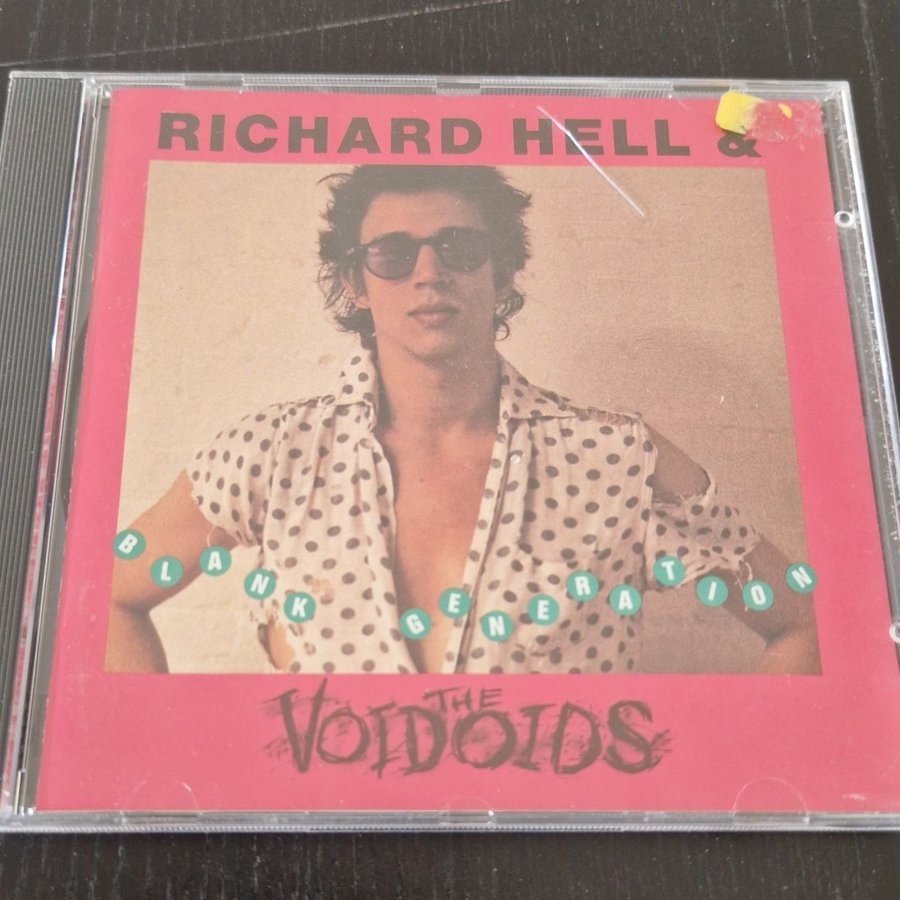 RICHARD HELL &
BLANK GENERATION
THE
VOIDOIDS